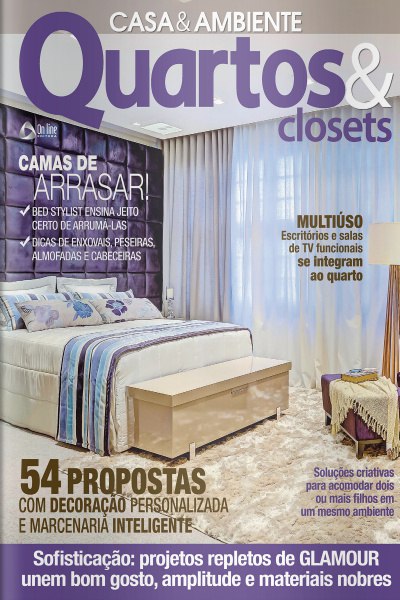 CASA & AMBIENTE
Quartos &
closets
On line
EDITORA
CAMAS DE
ARRASAR!
✓ BED STYLIST ENSINA JEITO
CERTO DE ARRUMÁ-LAS
✓ DICAS DE ENXOVAIS, PESEIRAS,
ALMOFADAS E CABECEIRAS
MULTIÚSO
Escritórios e salas
de TV funcionais
se integram
ao quarto
54 PROPOSTAS
COM DECORAÇÃO PERSONALIZADA
E MARCENARIA INTELIGENTE
Soluções criativas
para acomodar dois
ou mais filhos em
um mesmo ambiente
Sofisticação: projetos repletos de GLAMOUR
unem bom gosto, amplitude e materiais nobres